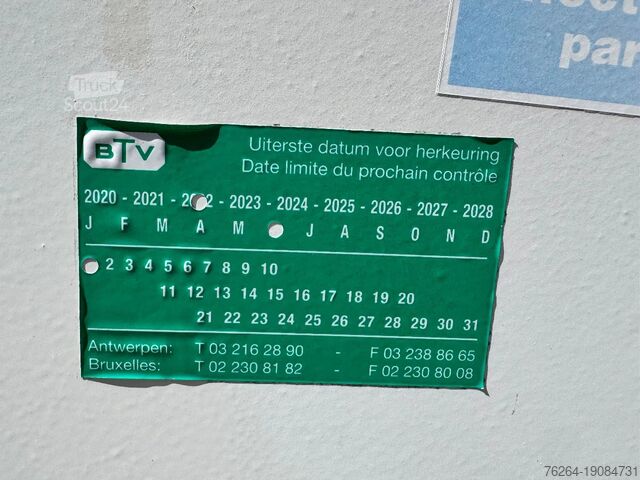 par
Truck
Scout24
BTV
Uiterste datum voor herkeuring
Date limite du prochain contrôle
2020 - 2021 - 2022 - 2023 - 2024 - 2025 - 2026 - 2027 - 2028
J F M A M J A S O N D
2 3 4 5 6 7 8 9 10
11 12 13 14 15 16 17 18 19 20
21 22 23 24 25 26 27 28 29 30 31
Antwerpen: T 03 216 28 90 - F 03 238 86 65
Bruxelles: T 02 230 81 82 - F 02 230 80 08
76264-19084731